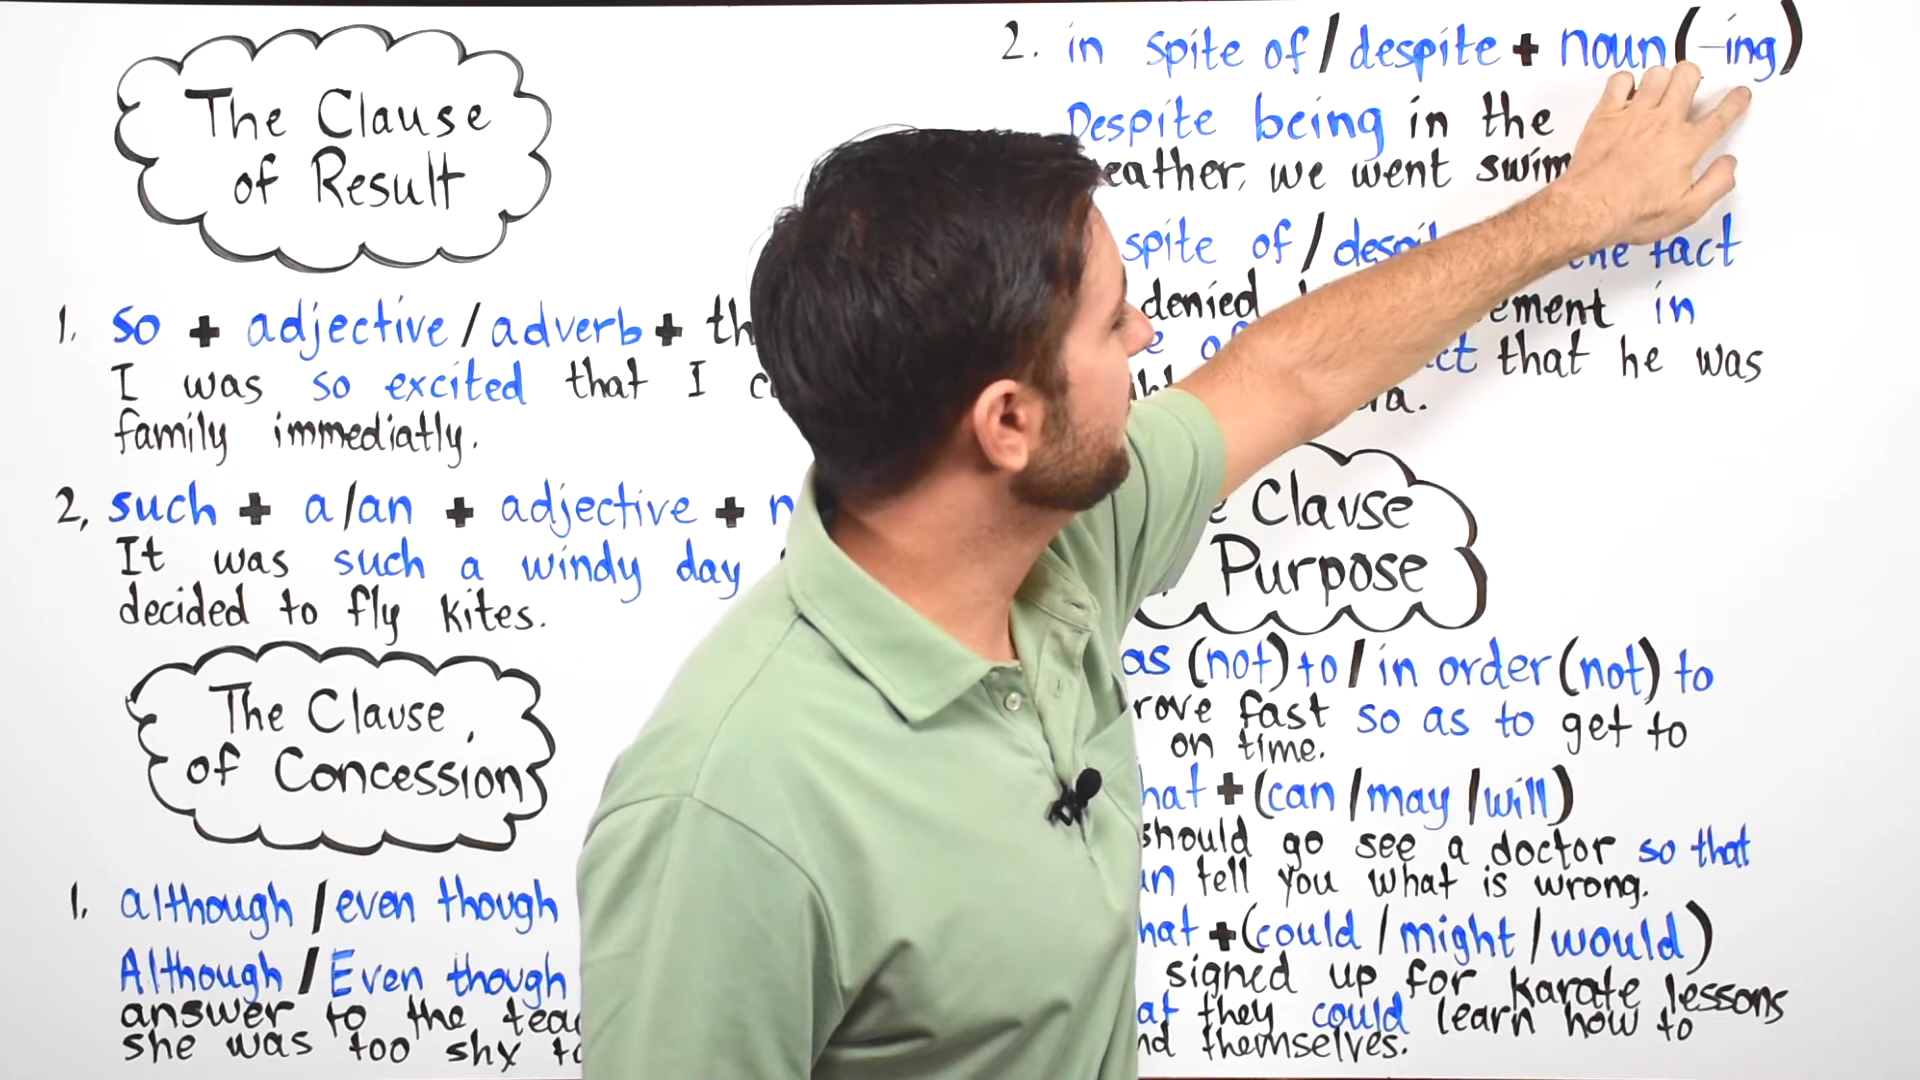 The Clause
of Result
1. so + adjective / adverb + th
I was so excited that I c
family immediatly.
2, such + a/an + adjective + n
It was such a windy day
decided to fly kites.
The Clause
of Concession
1. although / even though
Although / Even though
answer to the tea
she was too shy to
2. in spite of / despite + noun (-ing)
Despite being in the
eather, we went swim
spite of / despi the fact
denied ement in
e of ct that he was
a.
e Clause
Purpose
as (not) to / in order (not) to
rove fast so as to get to
on time.
hat + (can / may / will)
should go see a doctor so that
an tell you what is wrong.
hat + (could / might / would)
signed up for karate lessons
at they could learn how to
nd themselves.